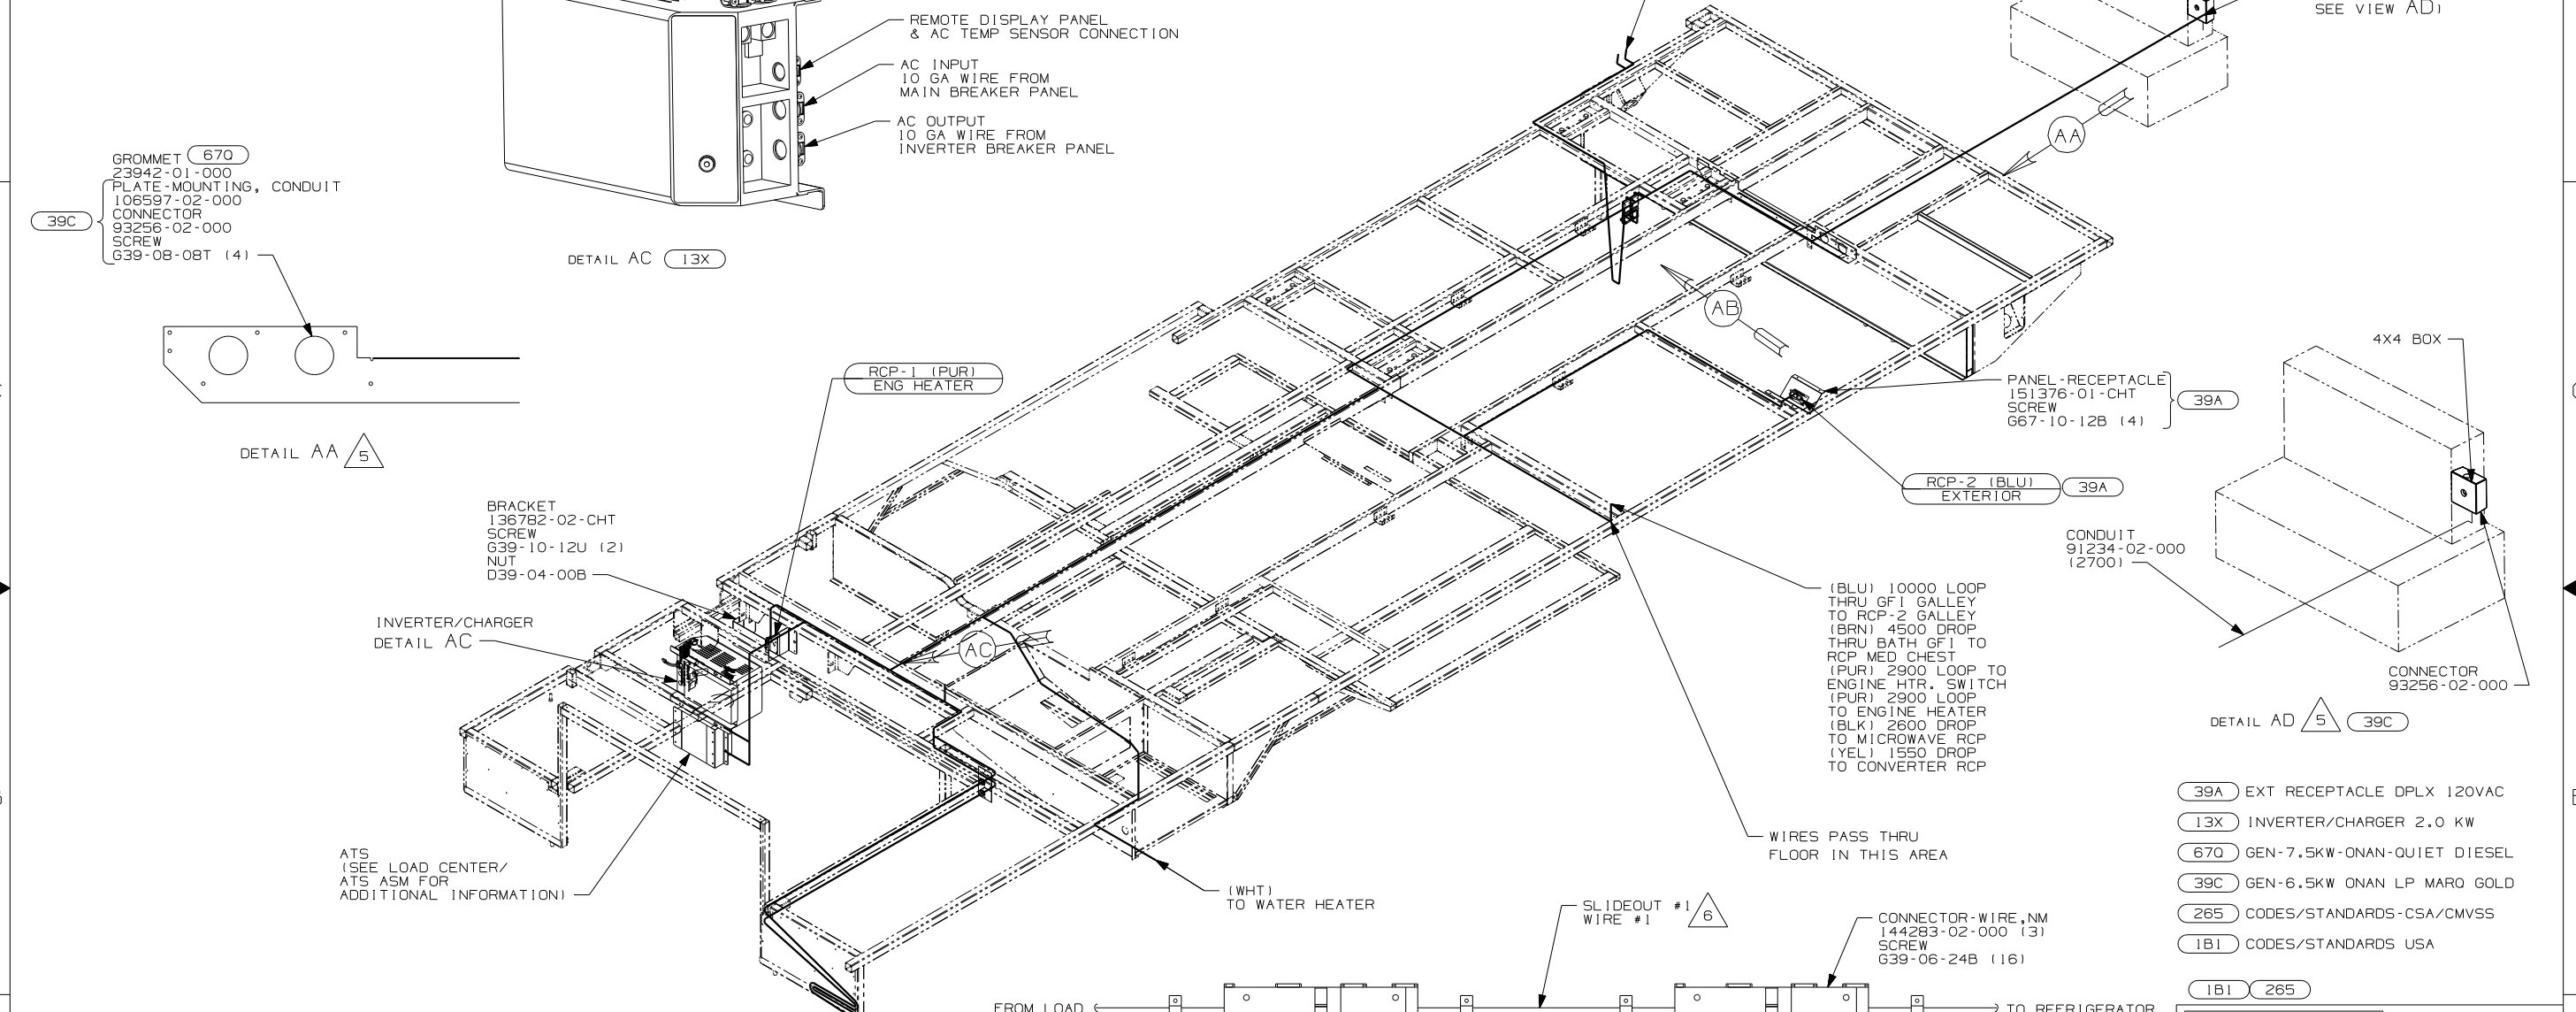 REMOTE DISPLAY PANEL
& AC TEMP SENSOR CONNECTION
AC INPUT
10 GA WIRE FROM
MAIN BREAKER PANEL
AC OUTPUT
10 GA WIRE FROM
INVERTER BREAKER PANEL
DETAIL AC 13X
SEE VIEW AD)
GROMMET 67Q
23942-01-000
PLATE-MOUNTING, CONDUIT
106597-02-000
CONNECTOR
93256-02-000
SCREW
G39-08-08T (4)
39C
DETAIL AA 5
AA
AB
AC
RCP-1 (PUR)
ENG HEATER
BRACKET
136782-02-CHT
SCREW
G39-10-12U (2)
NUT
D39-04-00B
INVERTER/CHARGER
DETAIL AC
ATS
(SEE LOAD CENTER/
ATS ASM FOR
ADDITIONAL INFORMATION)
PANEL-RECEPTACLE
151376-01-CHT
SCREW
G67-10-12B (4)
39A
RCP-2 (BLU)
EXTERIOR
39A
4X4 BOX
CONDUIT
91234-02-000
(2700)
CONNECTOR
93256-02-000
DETAIL AD 5 39C
(BLU) 10000 LOOP
THRU GFI GALLEY
TO RCP-2 GALLEY
(BRN) 4500 DROP
THRU BATH GFI TO
RCP MED CHEST
(PUR) 2900 LOOP TO
ENGINE HTR. SWITCH
(PUR) 2900 LOOP
TO ENGINE HEATER
(BLK) 2600 DROP
TO MICROWAVE RCP
(YEL) 1550 DROP
TO CONVERTER RCP
WIRES PASS THRU
FLOOR IN THIS AREA
(WHT)
TO WATER HEATER
SLIDEOUT #1
WIRE #1
6
CONNECTOR-WIRE,NM
144283-02-000 (3)
SCREW
G39-06-24B (16)
FROM LOAD
TO REFRIGERATOR
39A EXT RECEPTACLE DPLX 120VAC
13X INVERTER/CHARGER 2.0 KW
67Q GEN-7.5KW-ONAN-QUIET DIESEL
39C GEN-6.5KW ONAN LP MARQ GOLD
265 CODES/STANDARDS-CSA/CMVSS
1B1 CODES/STANDARDS USA
1B1 265